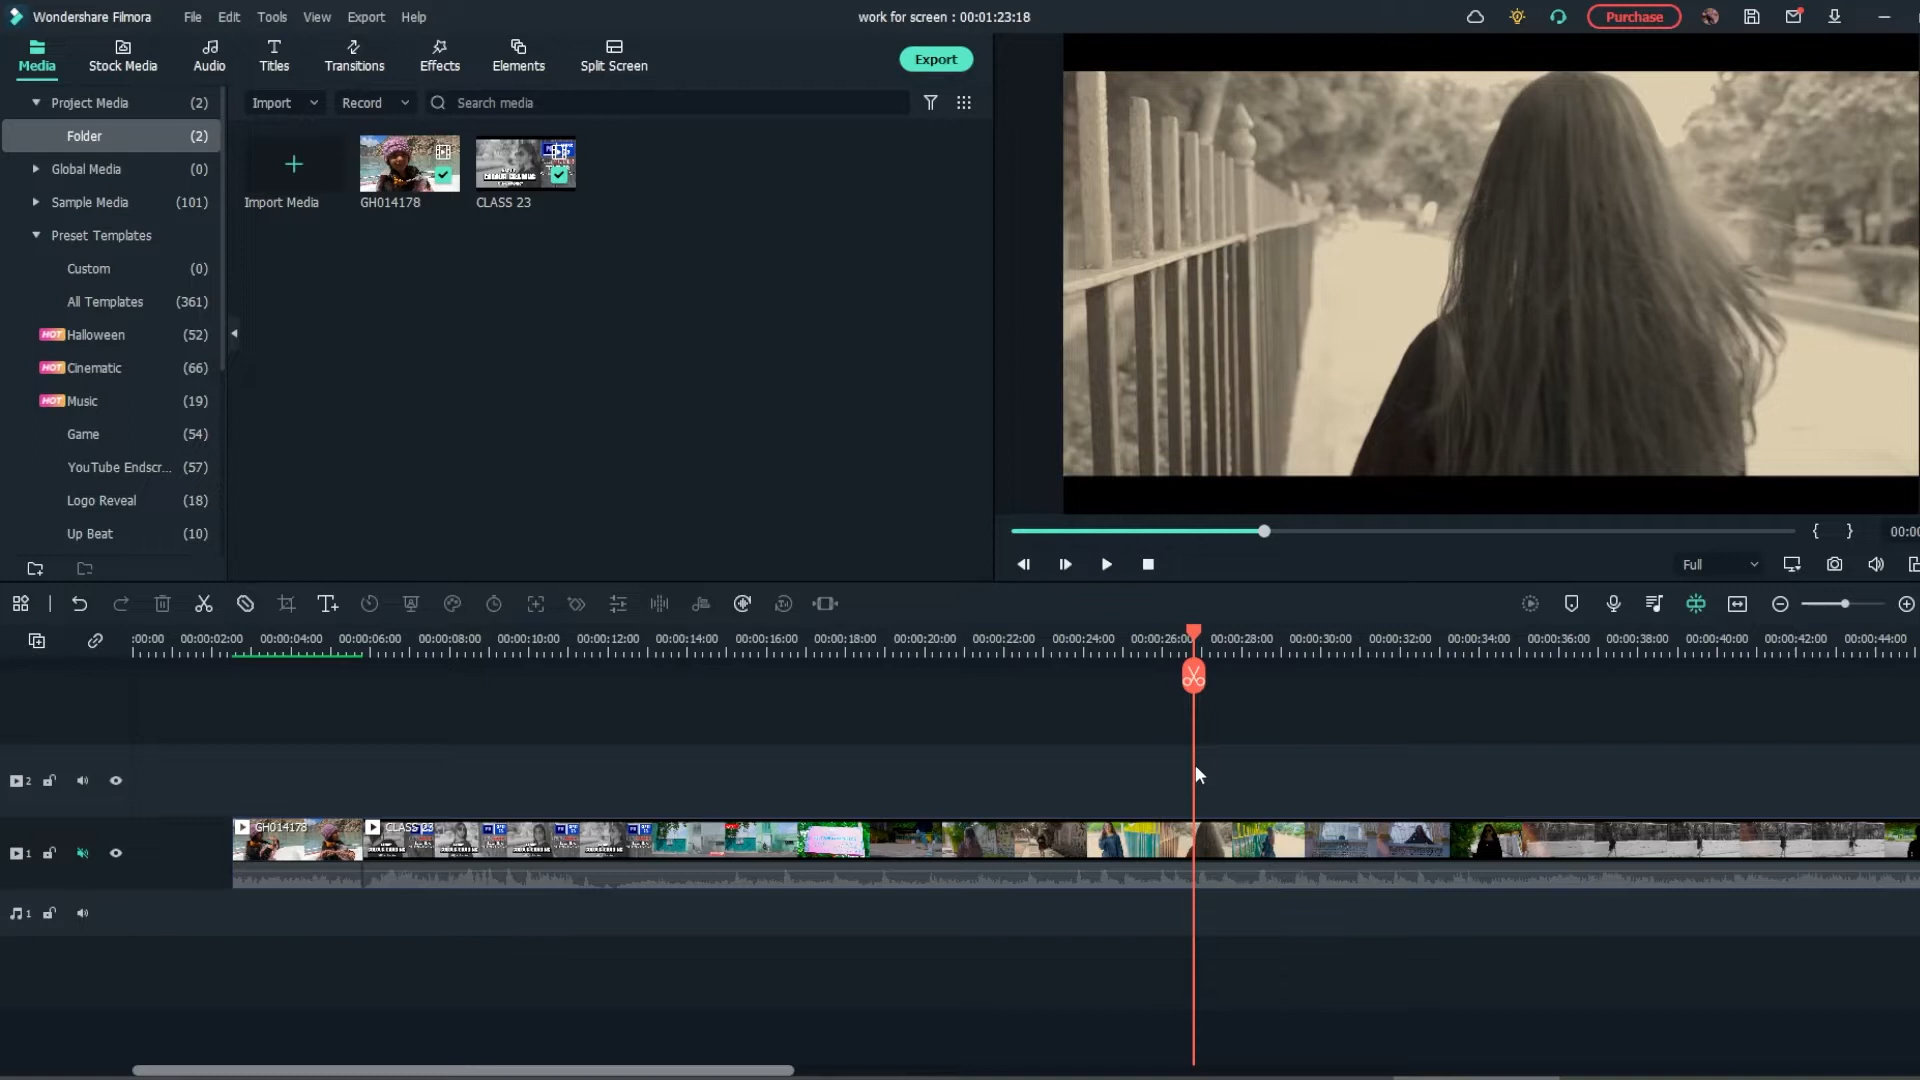 Wondershare Filmora File Edit Tools View Export Help work for screen : 00:01:23:18 Purchase
Media Stock Media Audio Titles Transitions Effects Elements Split Screen Export
Project Media (2) Import Record Search media
Folder (2)
Global Media (0)
Sample Media (101) Import Media GH014178 CLASS 23
Preset Templates
Custom (0)
All Templates (361)
HOT Halloween (52)
HOT Cinematic (66)
HOT Music (19)
Game (54)
YouTube Endscr... (57)
Logo Reveal (18)
Up Beat (10)
{ } 00:00
Full
:00:00 00:00:02:00 00:00:04:00 00:00:06:00 00:00:08:00 00:00:10:00 00:00:12:00 00:00:14:00 00:00:16:00 00:00:18:00 00:00:20:00 00:00:22:00 00:00:24:00 00:00:26:00 00:00:28:00 00:00:30:00 00:00:32:00 00:00:34:00 00:00:36:00 00:00:38:00 00:00:40:00 00:00:42:00 00:00:44:00
2
GH014178 CLASS 23
1
1